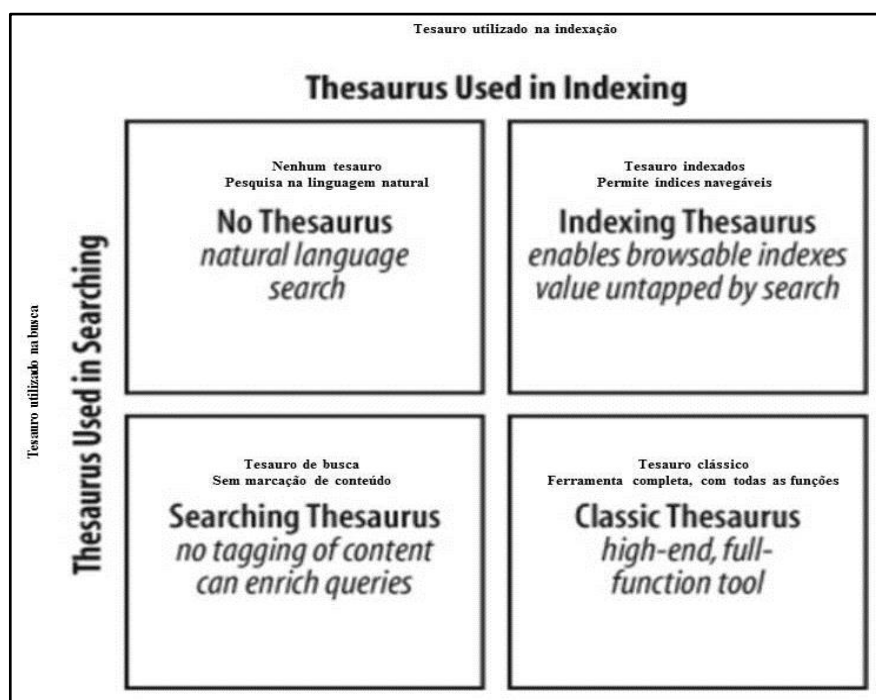 Tesauro utilizado na indexação
Thesaurus Used in Indexing
Tesauro utilizado na busca
Thesaurus Used in Searching
Nenhum tesauro
Pesquisa na linguagem natural
No Thesaurus
natural language
search
Tesauro indexados
Permite índices navegáveis
Indexing Thesaurus
enables browsable indexes
value untapped by search
Tesauro de busca
Sem marcação de conteúdo
Searching Thesaurus
no tagging of content
can enrich queries
Tesauro clássico
Ferramenta completa, com todas as funções
Classic Thesaurus
high-end, full-
function tool